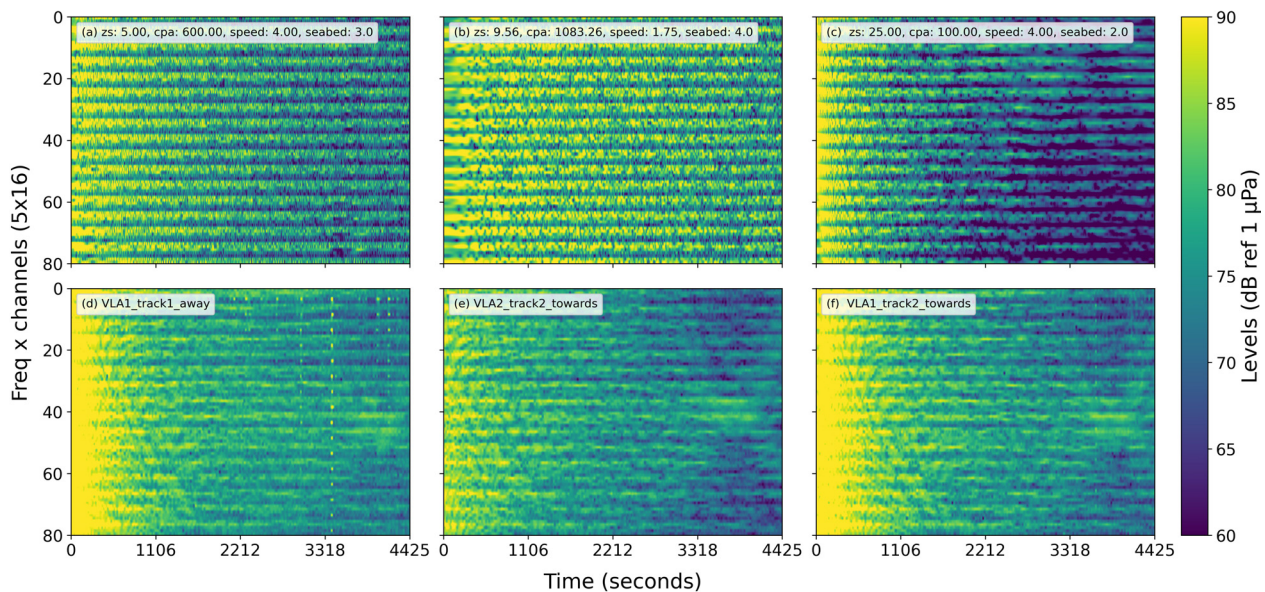 (a) zs: 5.00, cpa: 600.00, speed: 4.00, seabed: 3.0
(b) zs: 9.56, cpa: 1083.26, speed: 1.75, seabed: 4.0
(c) zs: 25.00, cpa: 100.00, speed: 4.00, seabed: 2.0
0
20
40
60
80
(d) VLA1_track1_away
(e) VLA2_track2_towards
(f) VLA1_track2_towards
0
20
40
60
80
0 1106 2212 3318 4425
0 1106 2212 3318 4425
0 1106 2212 3318 4425
Freq x channels (5x16)
Time (seconds)
90
85
80
75
70
65
60
Levels (dB ref 1 μPa)